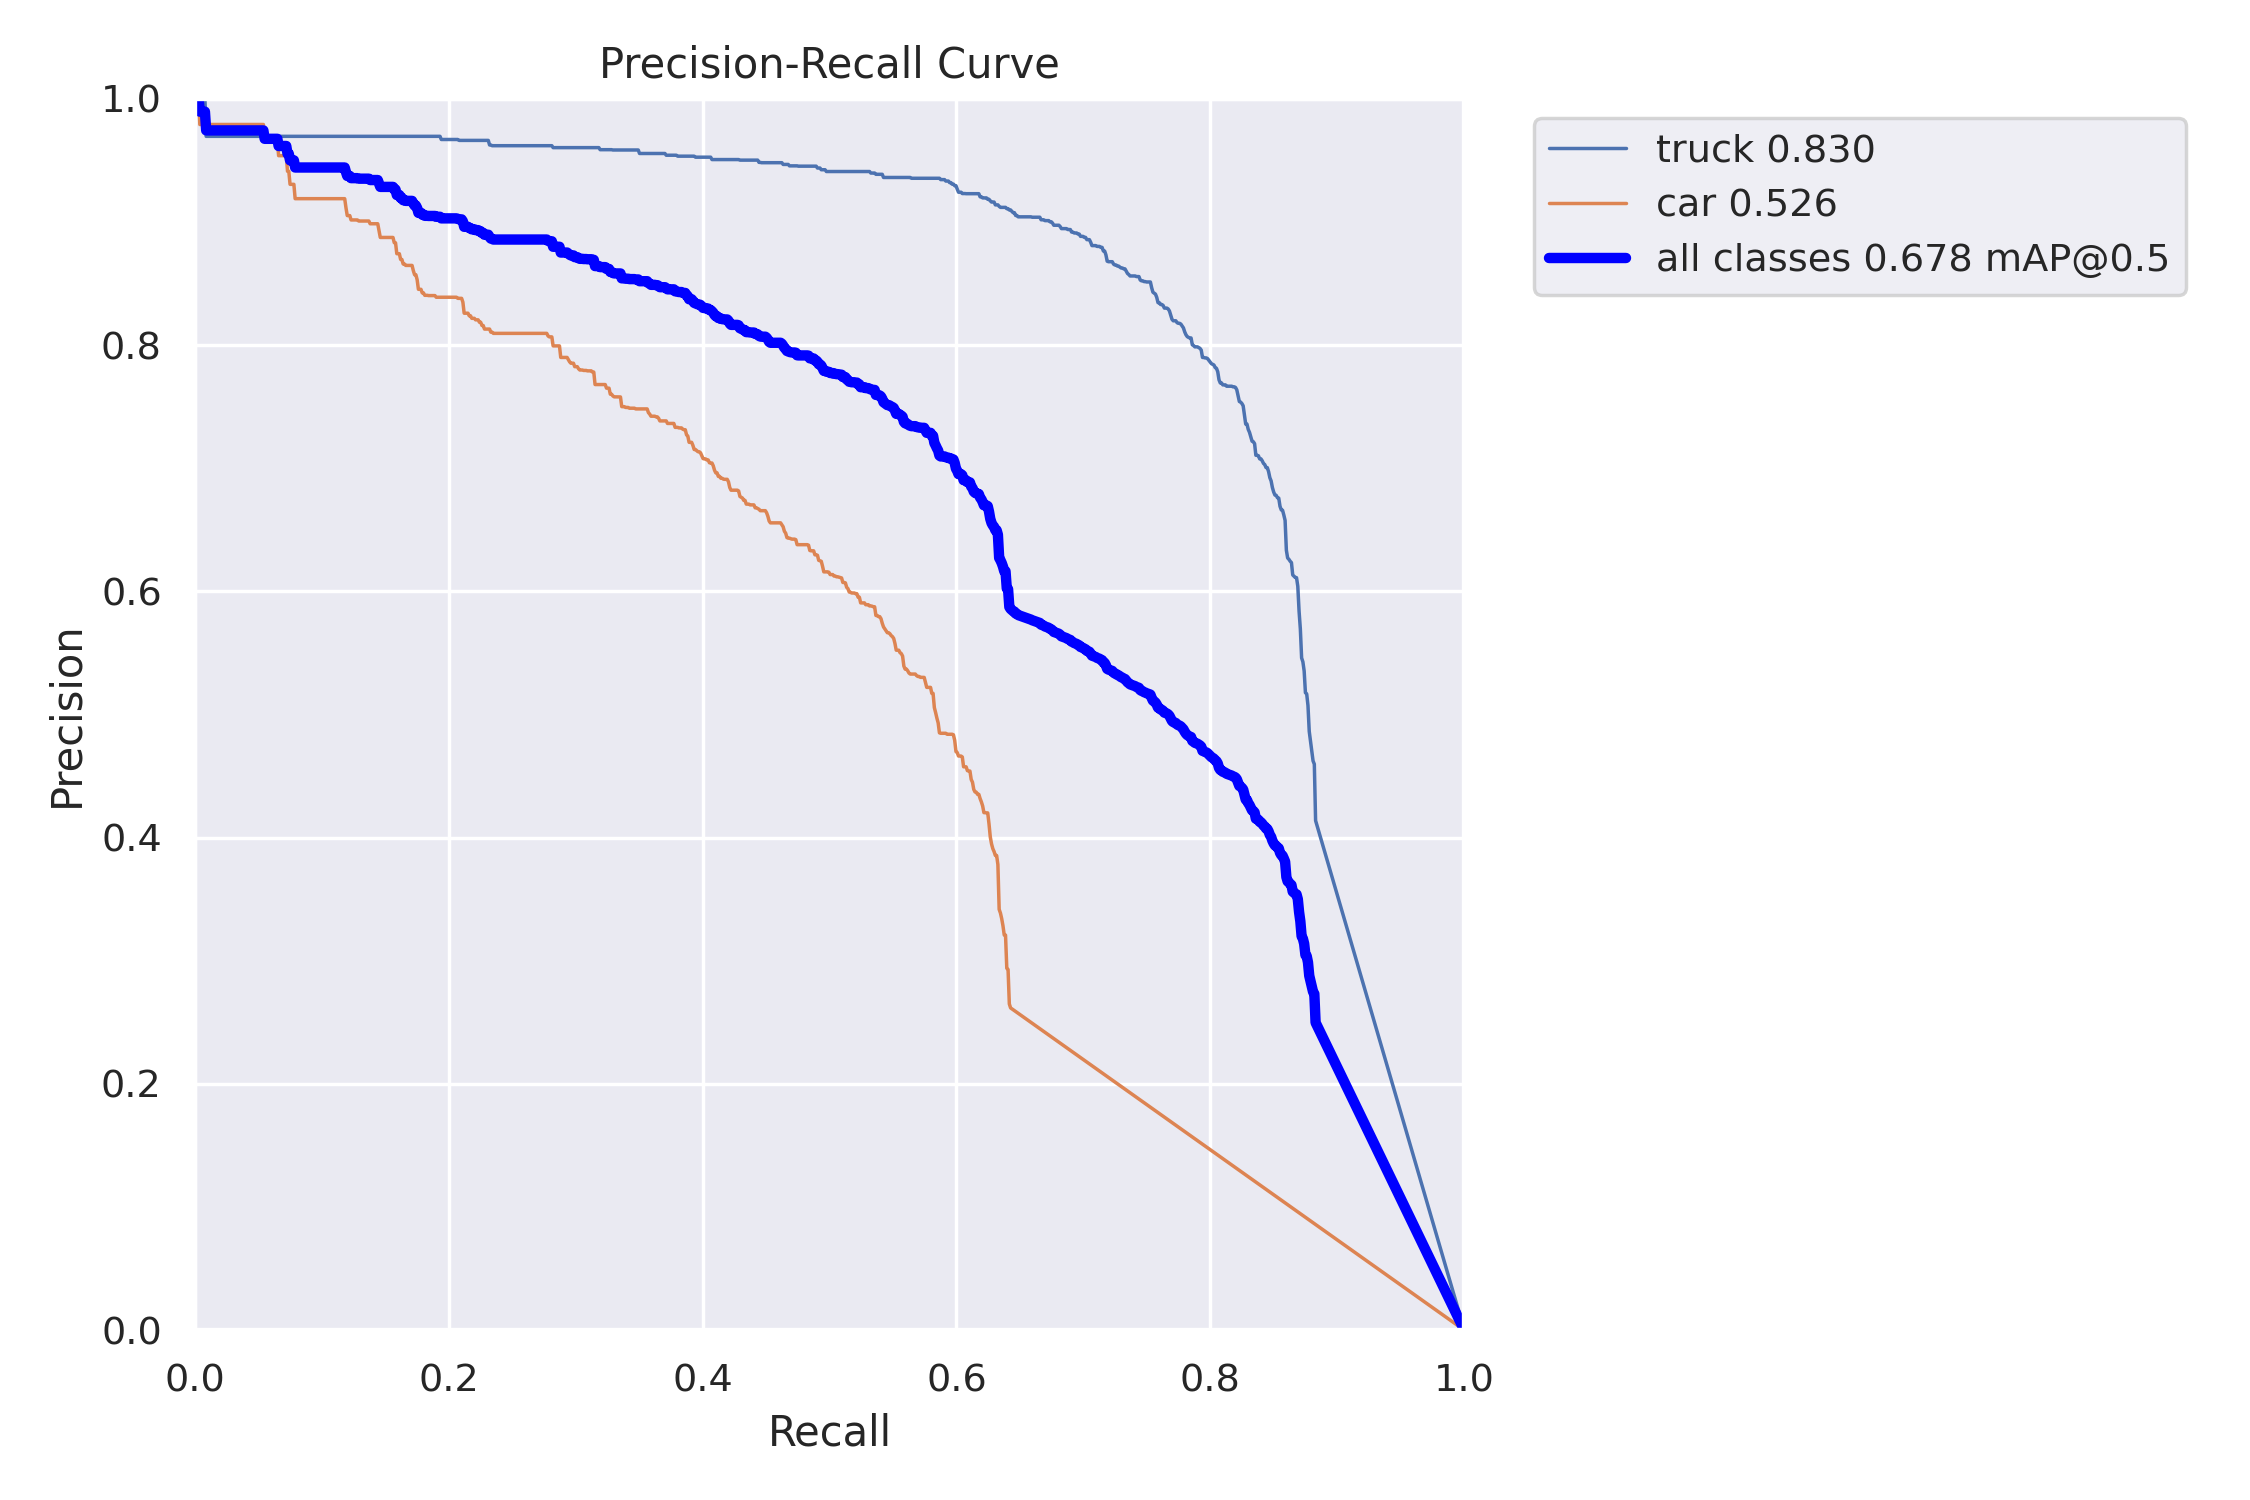 Precision-Recall Curve
1.0
0.8
0.6
0.4
0.2
0.0
Precision
0.0 0.2 0.4 0.6 0.8 1.0
Recall
truck 0.830
car 0.526
all classes 0.678 mAP@0.5